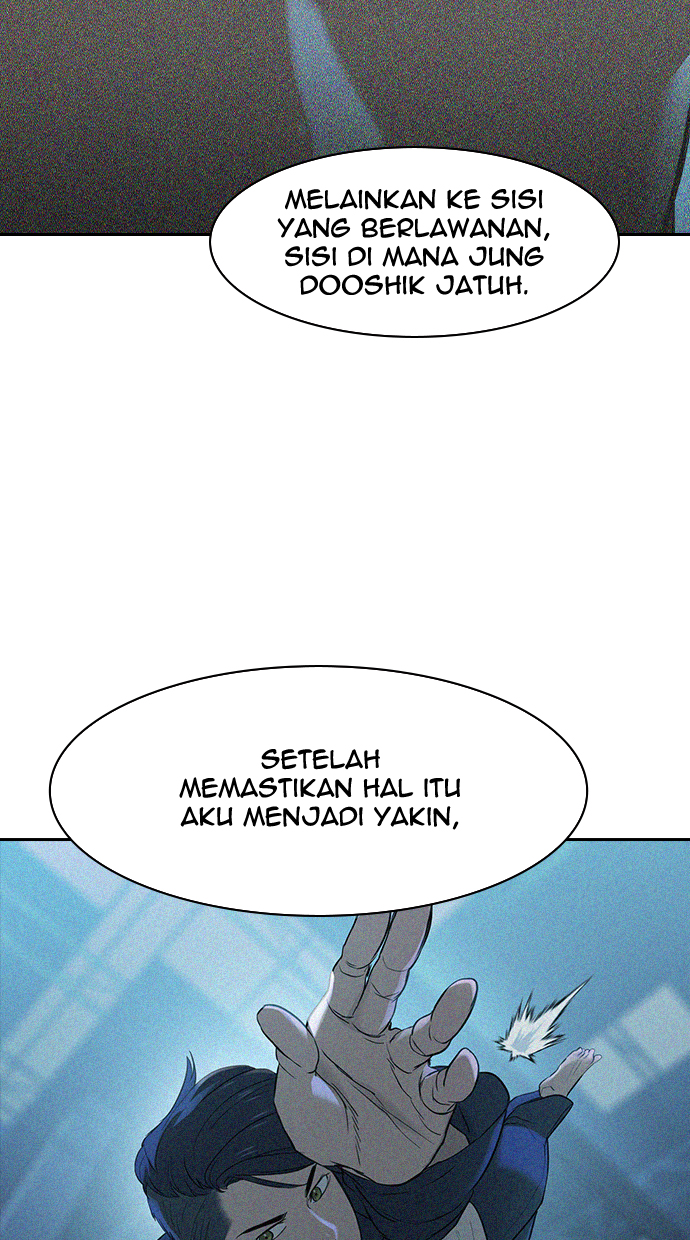 MELAINKAN KE SISI
YANG BERLAWANAN,
SISI DI MANA JUNG
DOOSHIK JATUH.
SETELAH
MEMASTIKAN HAL ITU
AKU MENJADI YAKIN,